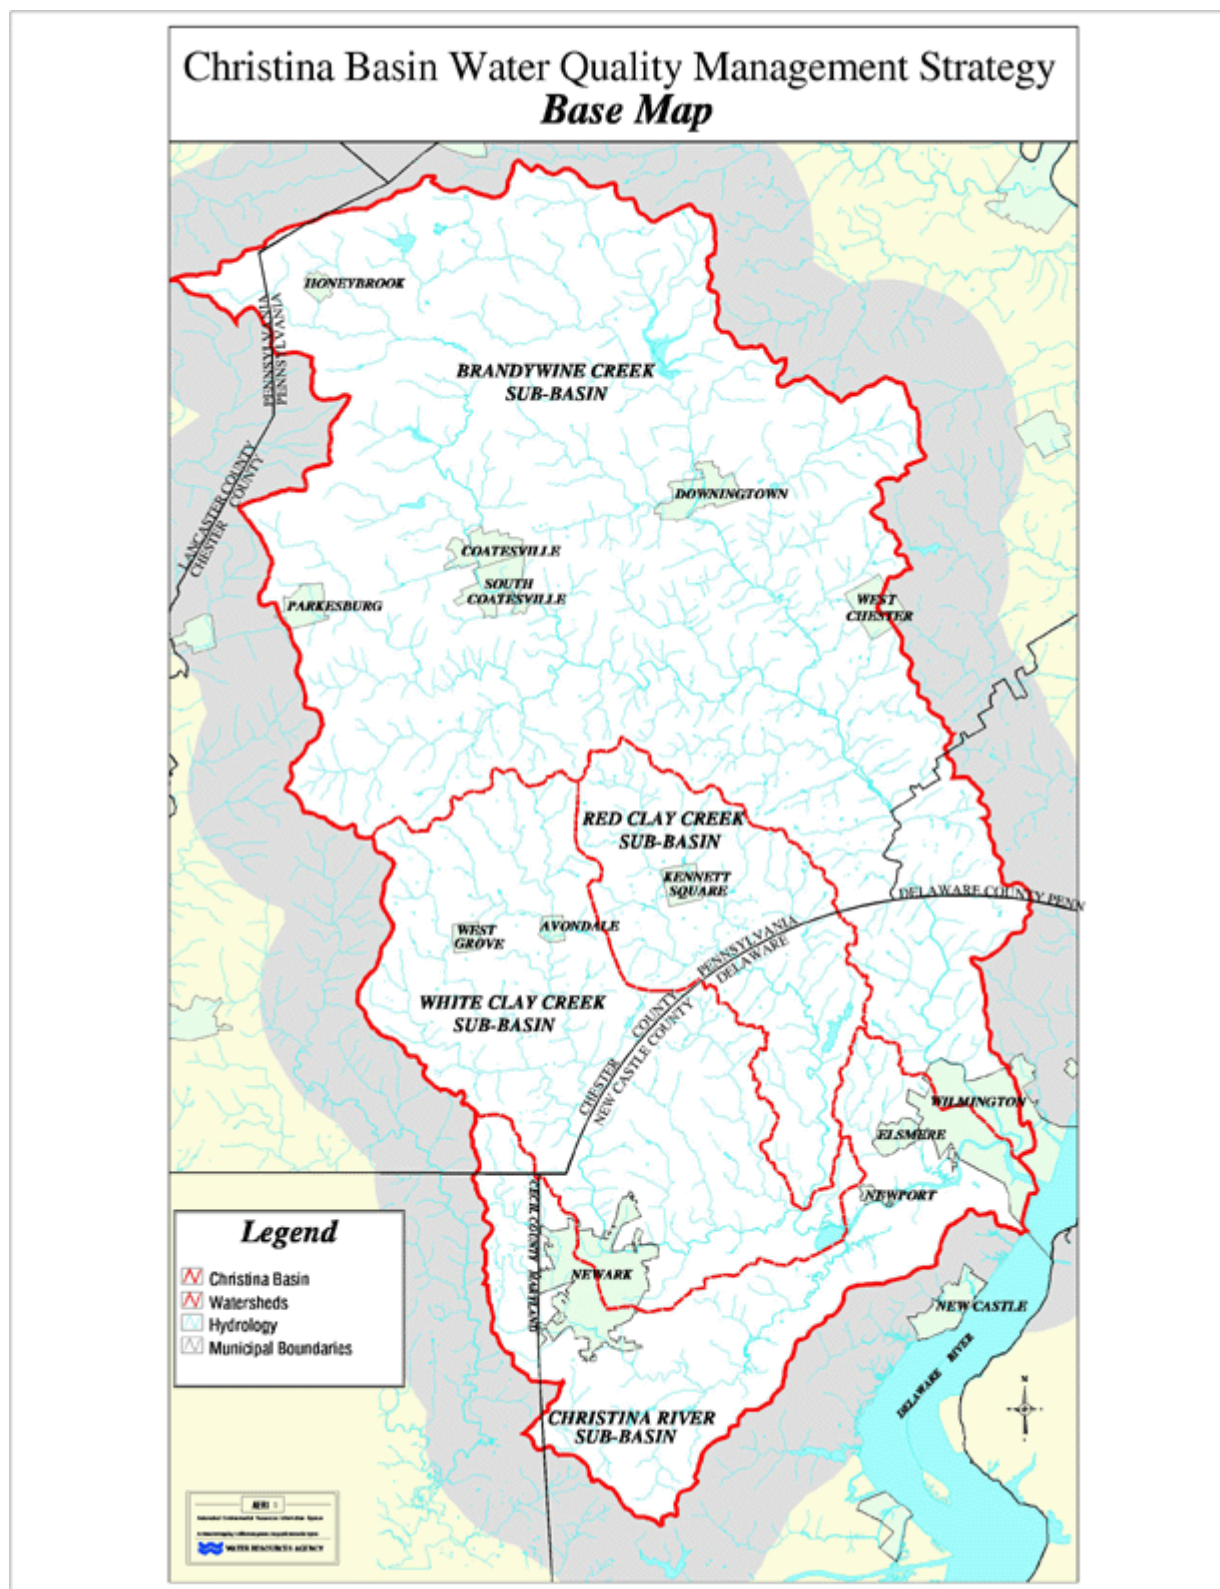 Christina Basin Water Quality Management Strategy
Base Map
HONEYBROOK
PENNSYLVANIA
PENNSYLVANIA
BRANDYWINE CREEK
SUB-BASIN
LANCASTER COUNTY
CHESTER COUNTY
DOWNINGTOWN
COATESVILLE
SOUTH
COATESVILLE
PARKESBURG
WEST
CHESTER
RED CLAY CREEK
SUB-BASIN
KENNETT
SQUARE
DELAWARE COUNTY PENN
PENNSYLVANIA
DELAWARE
WEST
GROVE
AVONDALE
WHITE CLAY CREEK
SUB-BASIN
CHESTER COUNTY
NEW CASTLE COUNTY
WILMINGTON
ELSMERE
NEWPORT
CECIL COUNTY MARYLAND
NEWARK
NEW CASTLE
DELAWARE RIVER
N
CHRISTINA RIVER
SUB-BASIN
Legend
Christina Basin
Watersheds
Hydrology
Municipal Boundaries
WATER RESOURCES AGENCY